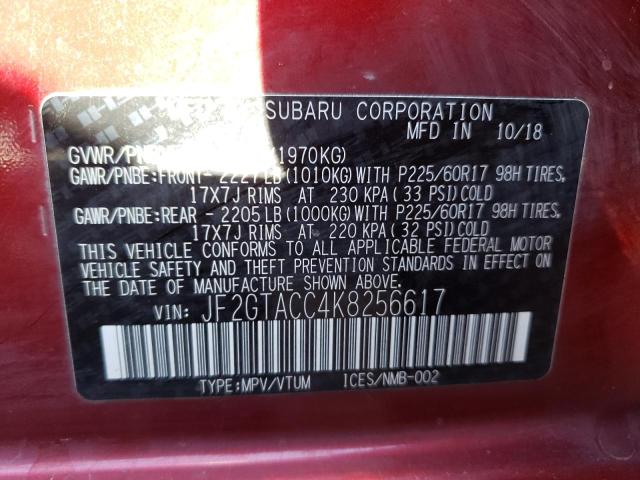 SUBARU CORPORATION
MFD IN 10/18
1970KG)
GAWR/PNBE:FRONT- 2227 LB (1010KG) WITH P225/60R17 98H TIRES,
17X7J RIMS AT 230 KPA (33 PSI) COLD
GAWR/PNBE:REAR - 2205 LB (1000KG) WITH P225/60R17 98H TIRES,
17X7J RIMS AT 220 KPA (32 PSI) COLD
THIS VEHICLE CONFORMS TO ALL APPLICABLE FEDERAL MOTOR
VEHICLE SAFETY AND THEFT PREVENTION STANDARDS IN EFFECT ON
THE DATE OF MANUFACTURE SHOWN ABOVE.
VIN: JF2GTACC4K8256617
TYPE:MPV/VTUM ICES/NMB-002